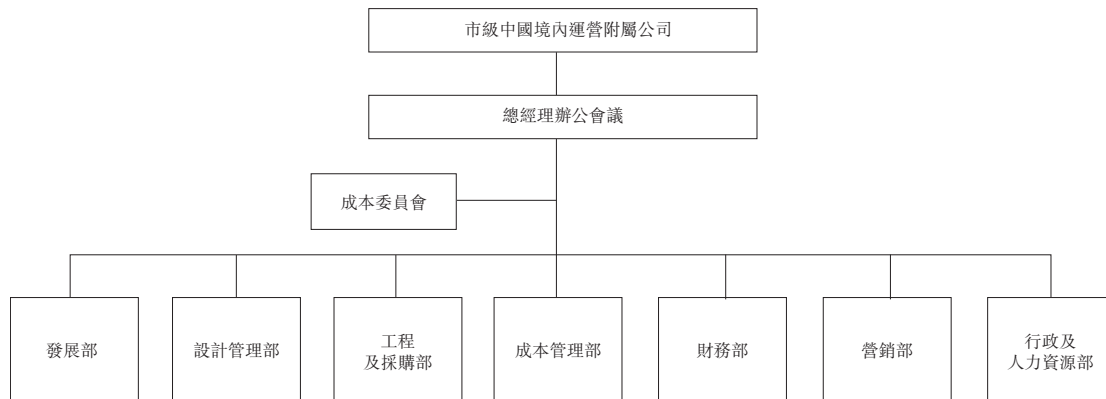 市級中國境內運營附屬公司
總經理辦公會議
成本委員會
發展部
設計管理部
工程
及採購部
成本管理部
財務部
營銷部
行政及
人力資源部